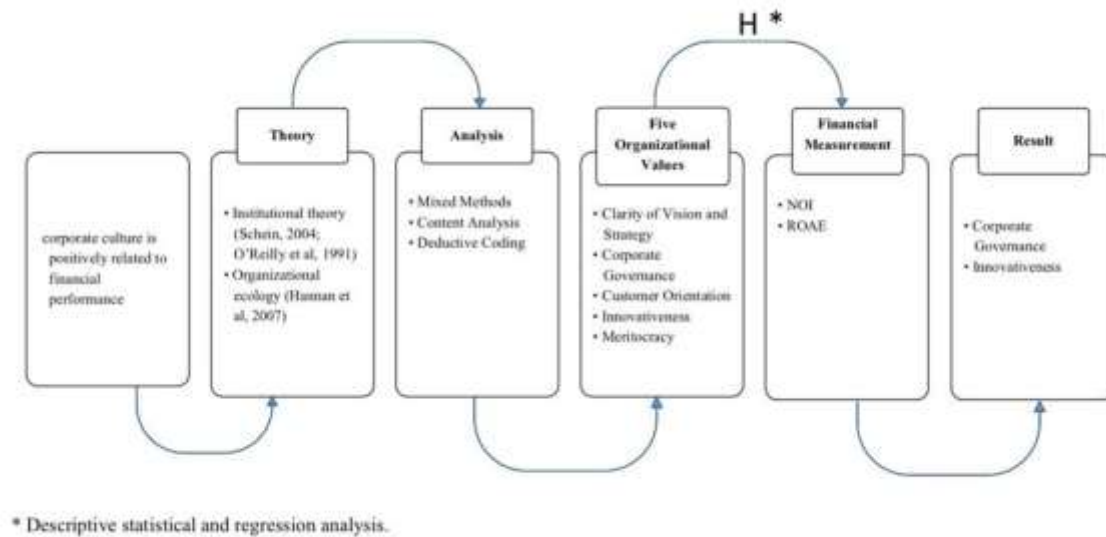 H *
Theory
Analysis
Five
Organizational
Values
Financial
Measurement
Result
corporate culture is
positively related to
financial
performance
• Institutional theory
(Schein, 2004;
O'Reilly et al, 1991)
• Organizational
ecology (Hannan et
al, 2007)
• Mixed Methods
• Content Analysis
• Deductive Coding
• Clarity of Vision and
Strategy
• Corporate
Governance
• Customer Orientation
• Innovativeness
• Meritocracy
• NOI
• ROAE
• Corporate
Governance
• Innovativeness
* Descriptive statistical and regression analysis.